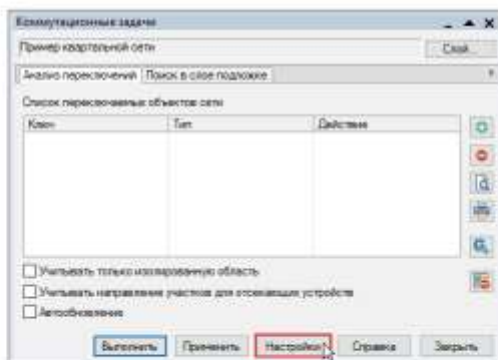 Коммутационные задачи
Пример квартальной сети
Слой...
Анализ переключений
Поиск в слое подложке
Список переключаемых объектов сети
Ключ
Тип
Действие
Учитывать только изолированную область
Учитывать направление участков для отсекающих устройств
Автообновление
Выполнить
Применить
Настройки
Справка
Закрыть